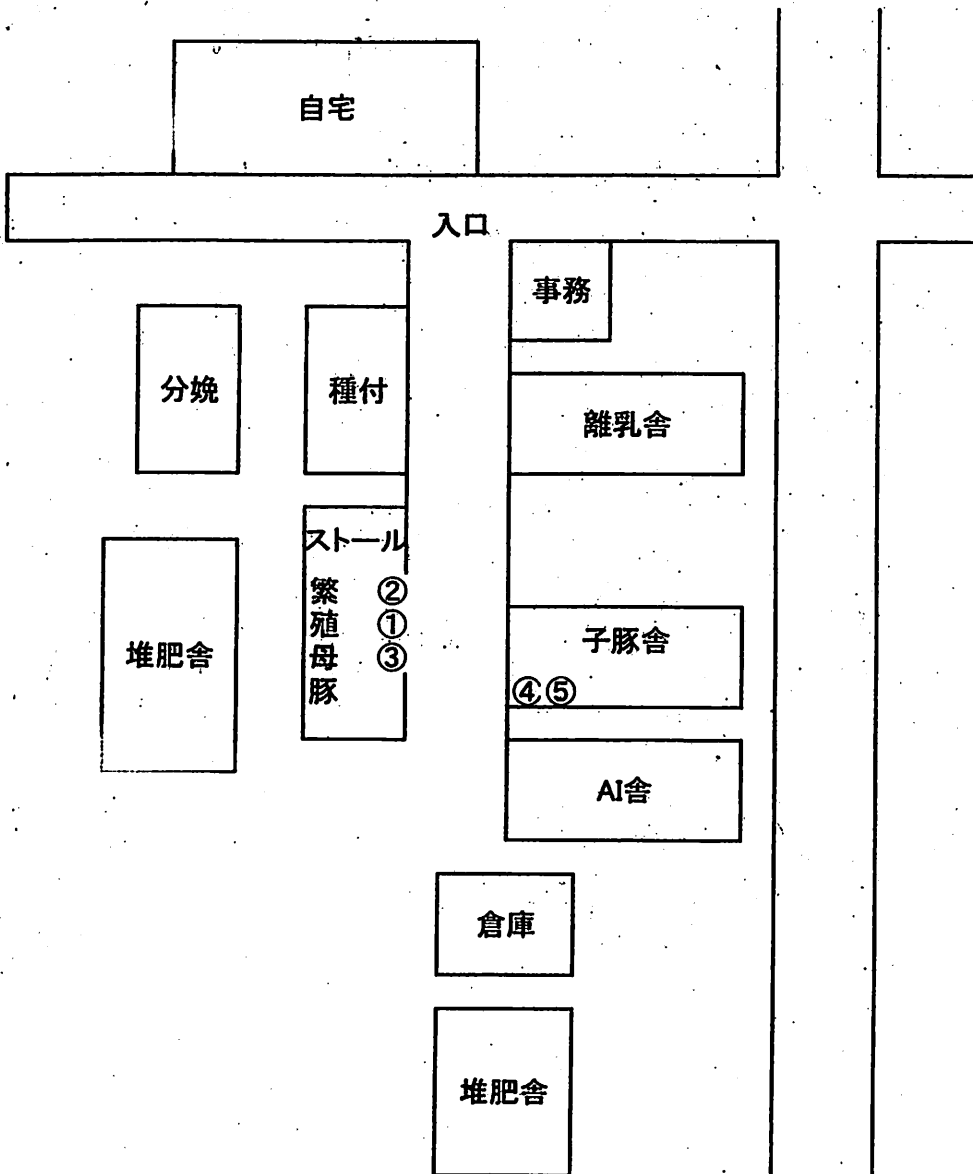 自宅
入口
事務
分娩
種付
離乳舎
ストール
繁殖母豚
②
①
③
堆肥舎
子豚舎
④⑤
AI舎
倉庫
堆肥舎